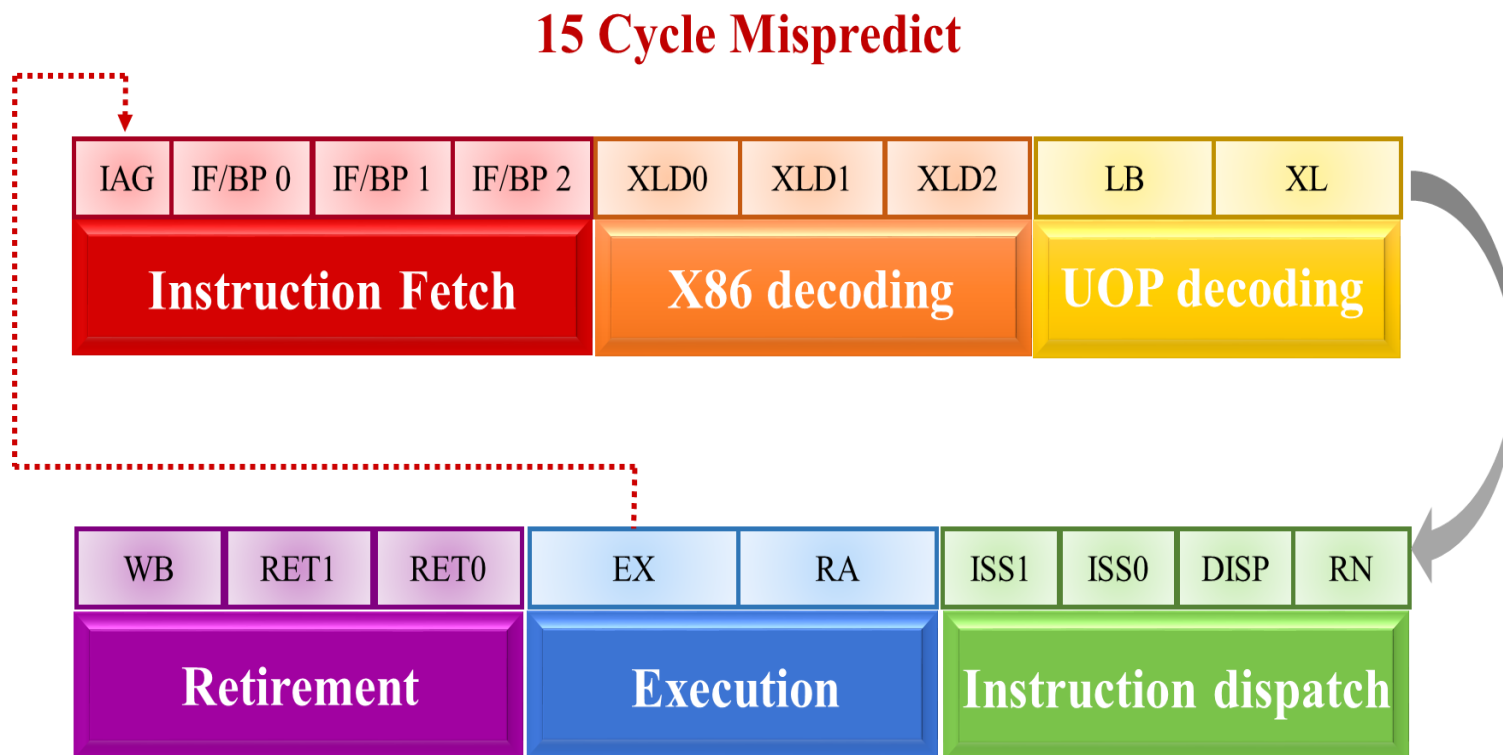 15 Cycle Mispredict
IAG IF/BP 0 IF/BP 1 IF/BP 2 XLD0 XLD1 XLD2 LB XL
Instruction Fetch X86 decoding UOP decoding
WB RET1 RET0 EX RA ISS1 ISS0 DISP RN
Retirement Execution Instruction dispatch